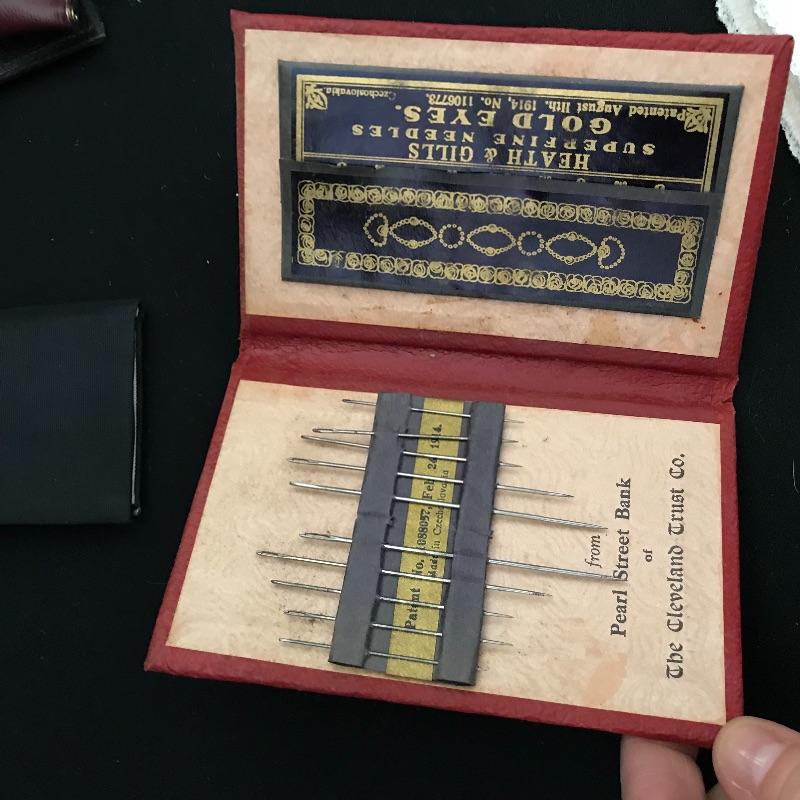 HEATH & GILLS
SUPERFINE NEEDLES
GOLD EYES.
Patented August 11th, 1914, No. 1106773.
Czechoslovakia
Patent No. 1088057, Feb. 24, 1914.
Made in Czechoslovakia
from
Pearl Street Bank
of
The Cleveland Trust Co.